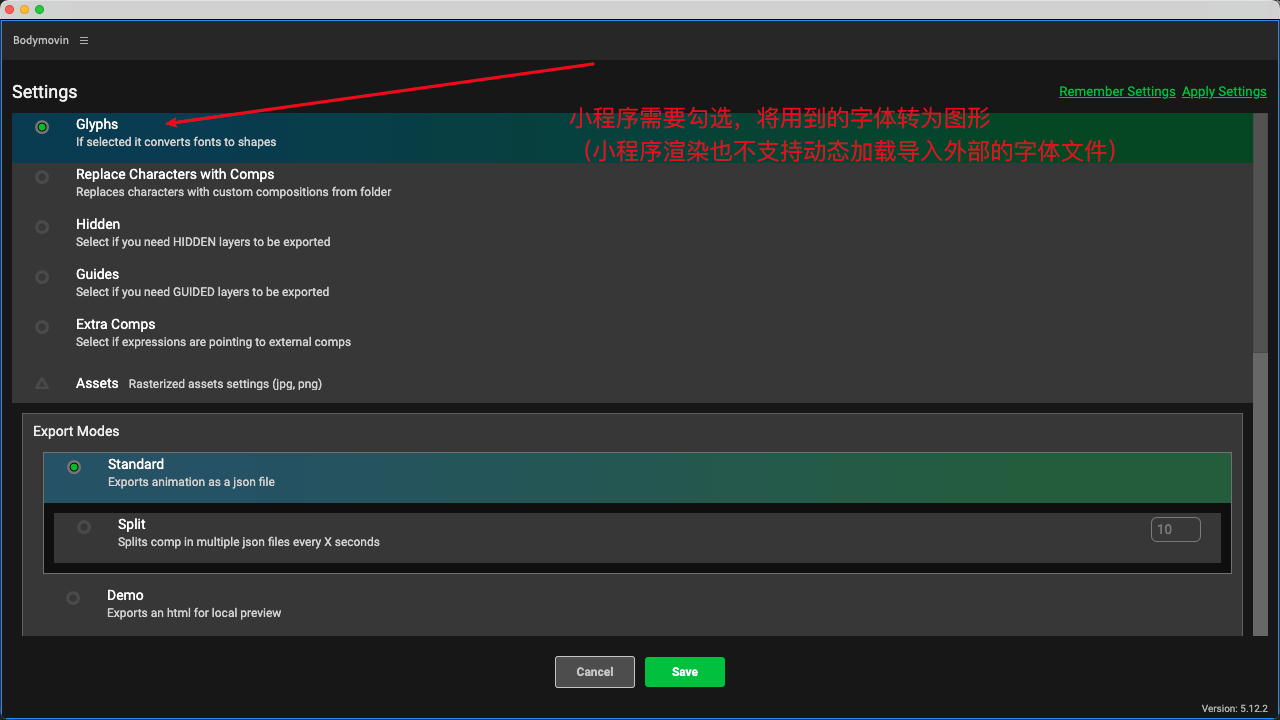 Bodymovin
Settings
Remember Settings Apply Settings
Glyphs
If selected it converts fonts to shapes
小程序需要勾选，将用到的字体转为图形
（小程序渲染也不支持动态加载导入外部的字体文件）
Replace Characters with Comps
Replaces characters with custom compositions from folder
Hidden
Select if you need HIDDEN layers to be exported
Guides
Select if you need GUIDED layers to be exported
Extra Comps
Select if expressions are pointing to external comps
Assets Rasterized assets settings (jpg, png)
Export Modes
Standard
Exports animation as a json file
Split
Splits comp in multiple json files every X seconds
10
Demo
Exports an html for local preview
Cancel Save
Version: 5.12.2